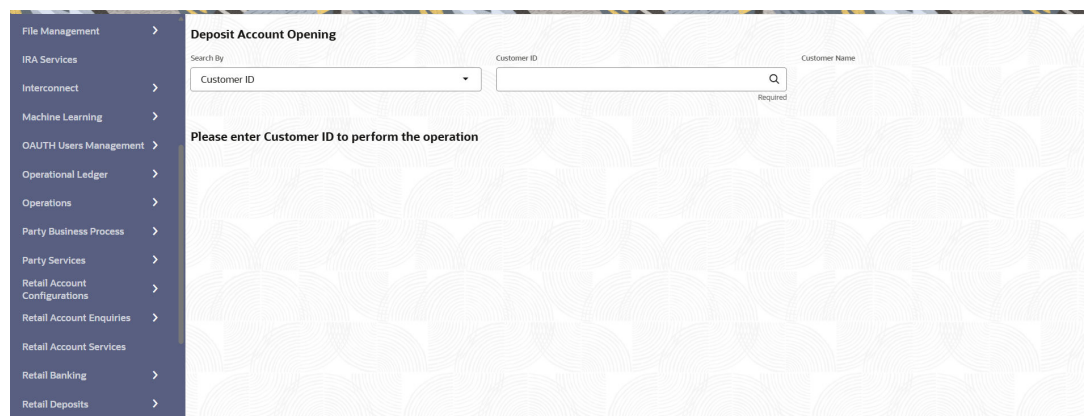 File Management
IRA Services
Interconnect
Machine Learning
OAUTH Users Management
Operational Ledger
Operations
Party Business Process
Party Services
Retail Account
Configurations
Retail Account Enquiries
Retail Account Services
Retail Banking
Retail Deposits
Deposit Account Opening
Search By
Customer ID
Customer Name
Customer ID
Required
Please enter Customer ID to perform the operation